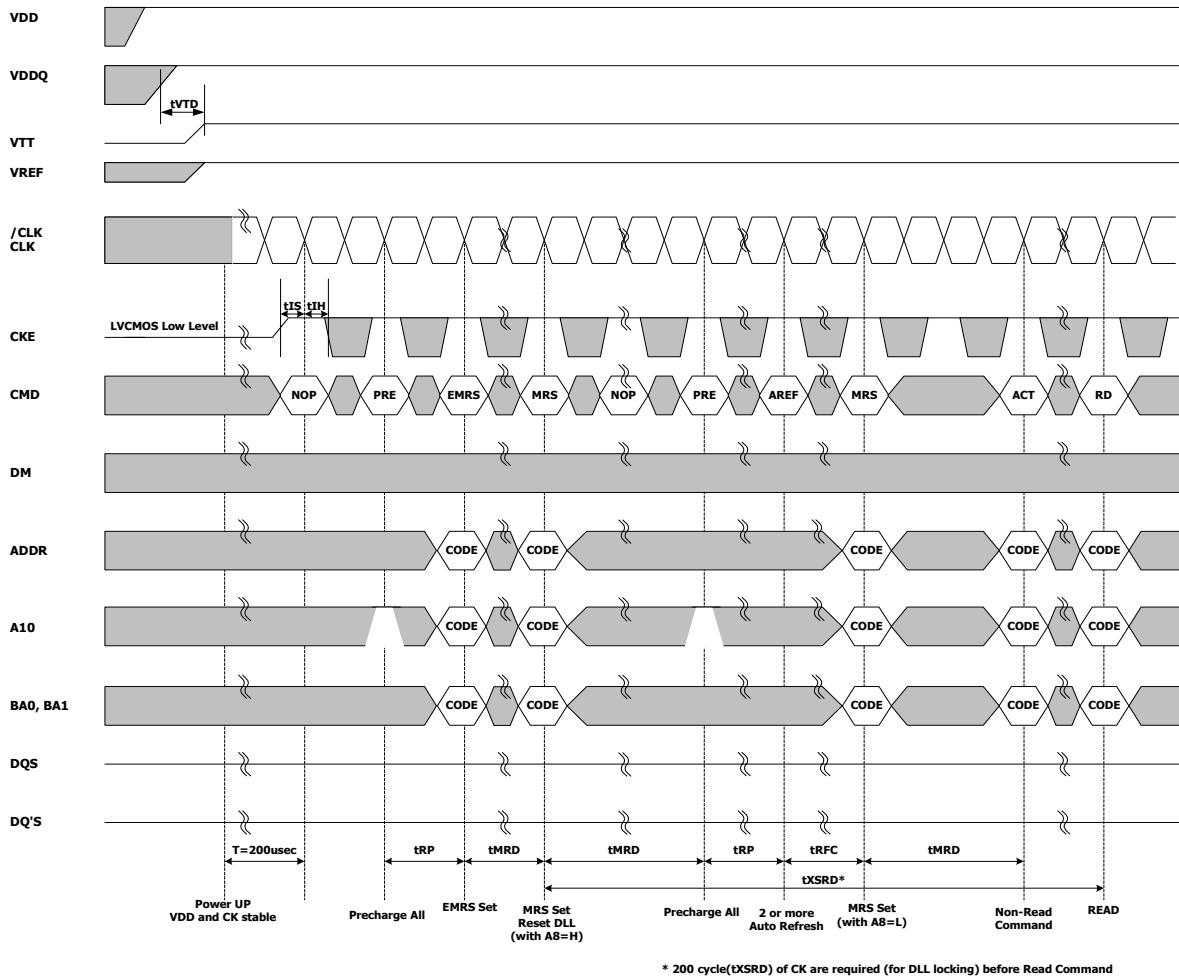 VDD
VDDQ
tVTD
VTT
VREF
/CLK
CLK
tIS tIH
LVCMOS Low Level
CKE
CMD NOP PRE EMRS MRS NOP PRE AREF MRS ACT RD
DM
ADDR CODE CODE CODE CODE CODE
A10 CODE CODE CODE CODE CODE
BA0, BA1 CODE CODE CODE CODE CODE
DQS
DQ'S
T=200usec tRP tMRD tMRD tRP tRFC tMRD
tXSRD*
Power UP
VDD and CK stable
Precharge All
EMRS Set
MRS Set
Reset DLL
(with A8=H)
Precharge All
2 or more
Auto Refresh
MRS Set
(with A8=L)
Non-Read
Command
READ
* 200 cycle(tXSRD) of CK are required (for DLL locking) before Read Command